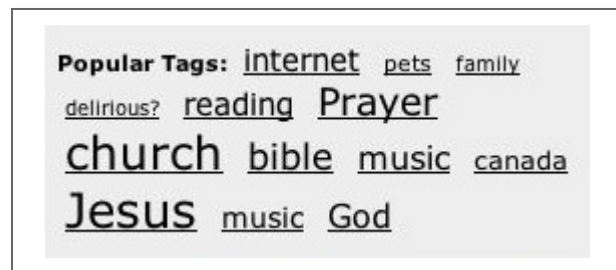 Popular Tags: internet pets family
delirious? reading Prayer
church bible music canada
Jesus music God